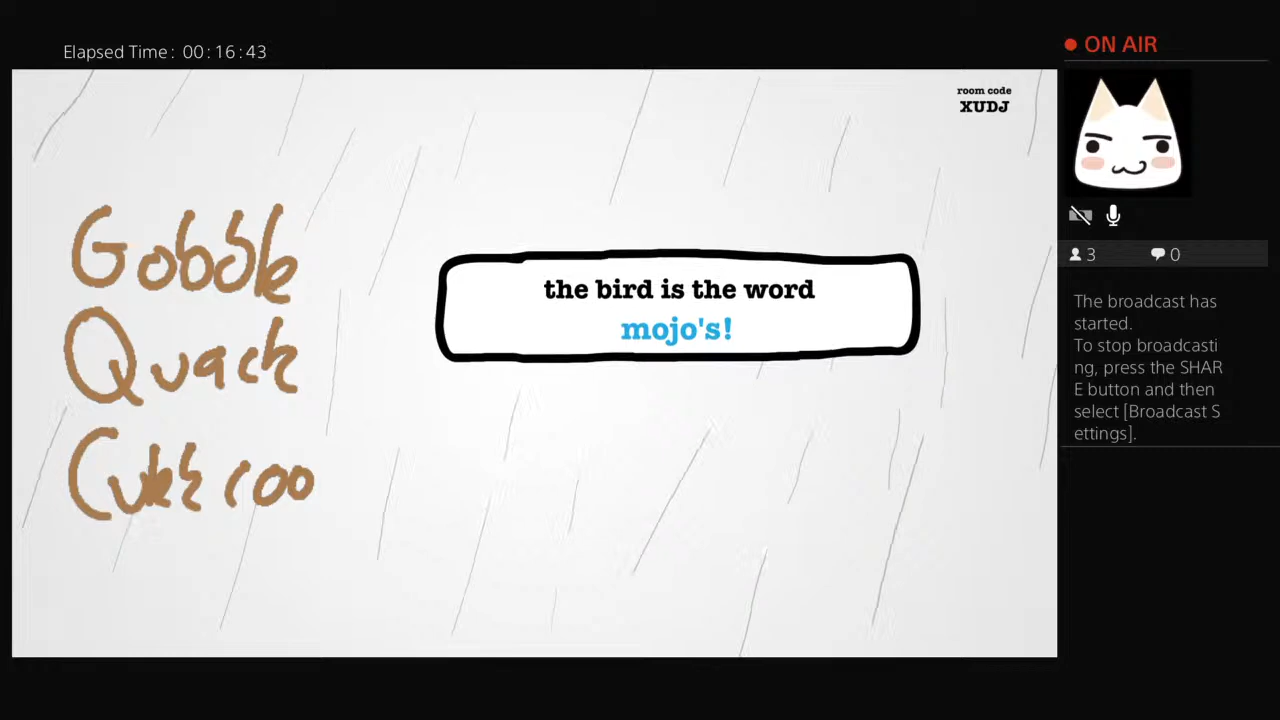 Elapsed Time: 00:16:43
ON AIR
room code
XUDJ
Gobble
Quack
the bird is the word
mojo's!
coo
3
0
The broadcast has
started.
To stop broadcasti
ng, press the SHAR
E button and then
select [Broadcast S
ettings].